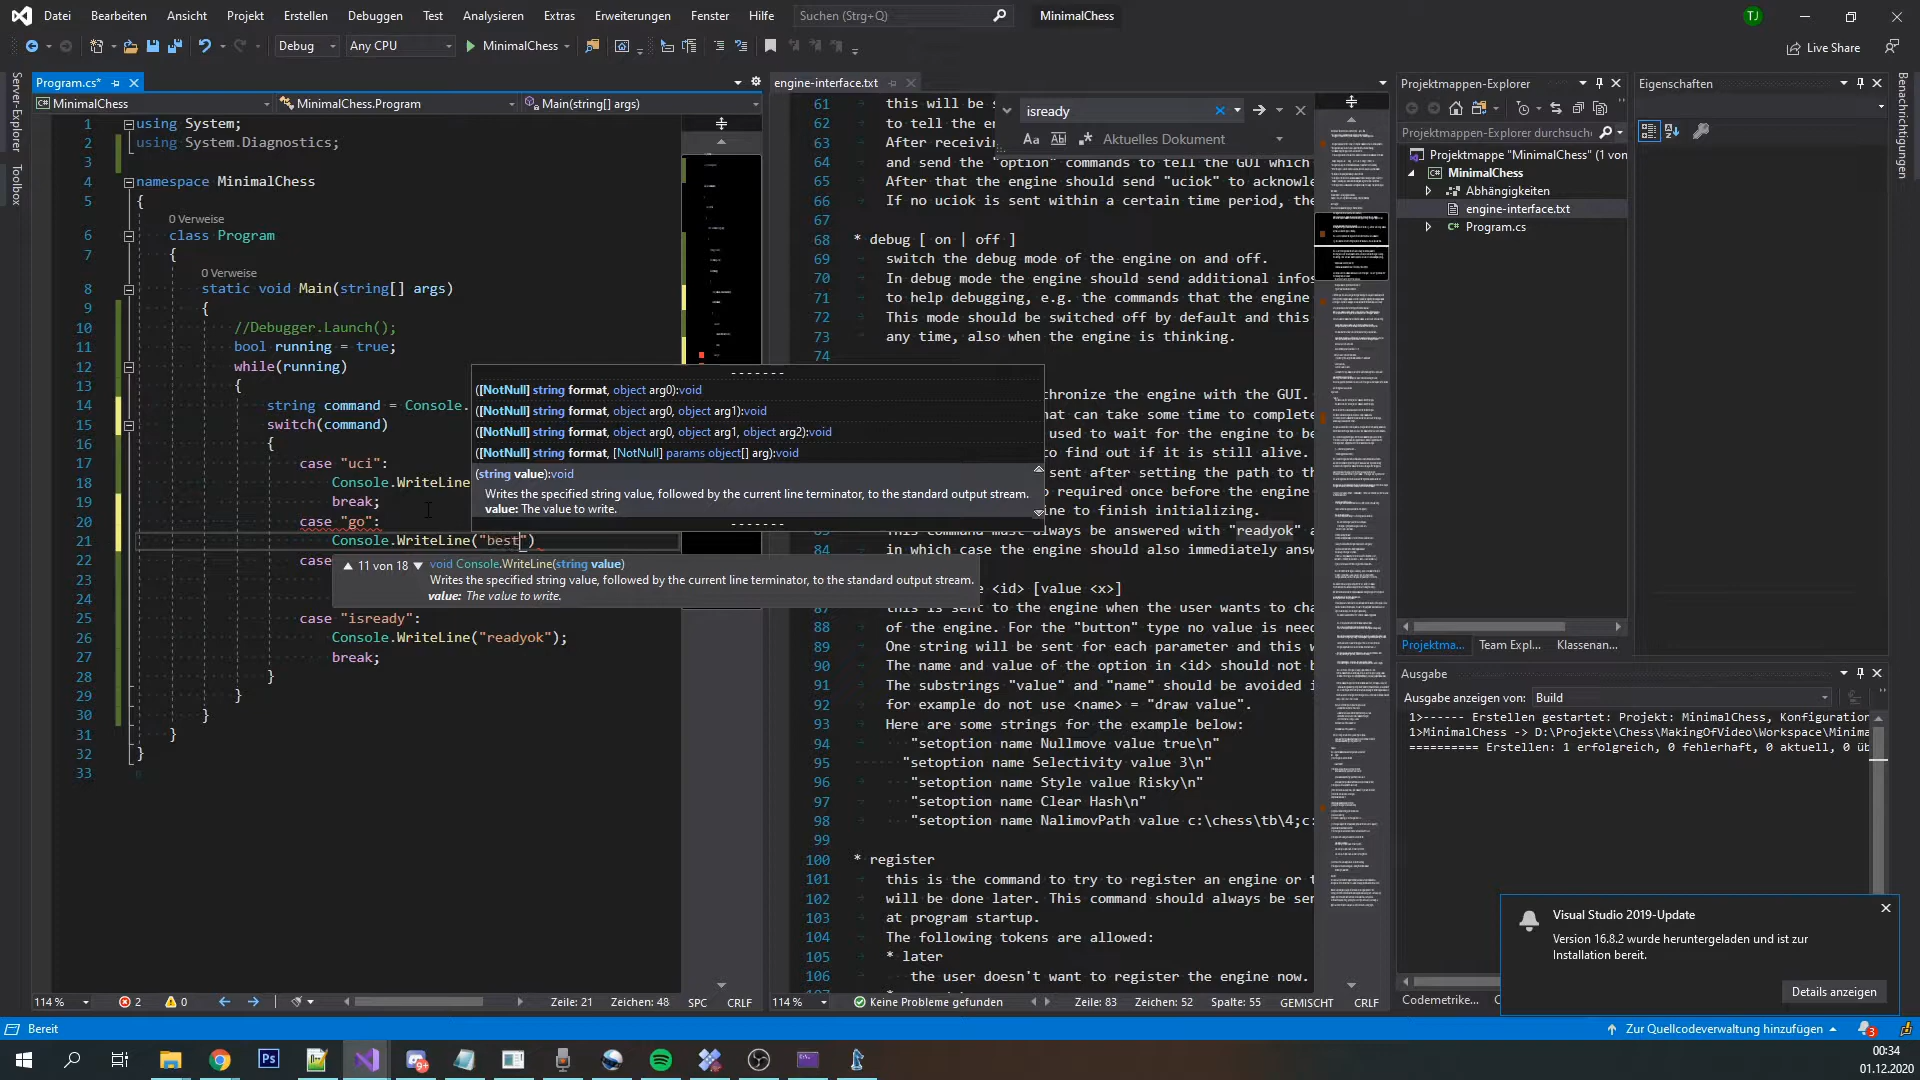 Datei Bearbeiten Ansicht Projekt Erstellen Debuggen Test Analysieren Extras Erweiterungen Fenster Hilfe Suchen (Strg+Q) MinimalChess TJ
Debug Any CPU MinimalChess Live Share
Server-Explorer
Toolbox
Benachrichtigungen
Program.cs*
MinimalChess MinimalChess.Program Main(string[] args)
1 using System;
2 using System.Diagnostics;
3
4 namespace MinimalChess
5 {
0 Verweise
6 class Program
7 {
0 Verweise
8 static void Main(string[] args)
9 {
10 //Debugger.Launch();
11 bool running = true;
12 while(running)
13 {
14 string command = Console.
15 switch(command)
16 {
17 case "uci":
18 Console.WriteLine
19 break;
20 case "go":
21 Console.WriteLine("best")
22 case
23
24
25 case "isready":
26 Console.WriteLine("readyok");
27 break;
28 }
29 }
30 }
31 }
32 }
33
([NotNull] string format, object arg0):void
([NotNull] string format, object arg0, object arg1):void
([NotNull] string format, object arg0, object arg1, object arg2):void
([NotNull] string format, [NotNull] params object[] arg):void
(string value):void
Writes the specified string value, followed by the current line terminator, to the standard output stream.
value: The value to write.
11 von 18 void Console.WriteLine(string value)
Writes the specified string value, followed by the current line terminator, to the standard output stream.
value: The value to write.
114 % 2 0 Zeile: 21 Zeichen: 48 SPC CRLF
engine-interface.txt
isready
Aa Aktuelles Dokument
61 this will be s
62 to tell the en
63 After receivin
64 and send the "option" commands to tell the GUI which
65 After that the engine should send "uciok" to acknowle
66 If no uciok is sent within a certain time period, the
67
68 * debug [ on | off ]
69 switch the debug mode of the engine on and off.
70 In debug mode the engine should send additional infos
71 to help debugging, e.g. the commands that the engine
72 This mode should be switched off by default and this
73 any time, also when the engine is thinking.
74
chronize the engine with the GUI.
hat can take some time to complete
used to wait for the engine to be
to find out if it is still alive.
sent after setting the path to th
o required once before the engine
ine to finish initializing.
This command must always be answered with "readyok" a
84 in which case the engine should also immediately answ
<id> [value <x>]
87 this is sent to the engine when the user wants to cha
88 of the engine. For the "button" type no value is need
89 One string will be sent for each parameter and this w
90 The name and value of the option in <id> should not b
91 The substrings "value" and "name" should be avoided i
92 for example do not use <name> = "draw value".
93 Here are some strings for the example below:
94 "setoption name Nullmove value true\n"
95 "setoption name Selectivity value 3\n"
96 "setoption name Style value Risky\n"
97 "setoption name Clear Hash\n"
98 "setoption name NalimovPath value c:\chess\tb\4;c:
99
100 * register
101 this is the command to try to register an engine or t
102 will be done later. This command should always be sen
103 at program startup.
104 The following tokens are allowed:
105 * later
106 the user doesn't want to register the engine now.
114 % Keine Probleme gefunden Zeile: 83 Zeichen: 52 Spalte: 55 GEMISCHT CRLF
Projektmappen-Explorer
Projektmappen-Explorer durchsuche
Projektmappe "MinimalChess" (1 von
MinimalChess
Abhängigkeiten
engine-interface.txt
Program.cs
Projektma... Team Expl... Klassenan...
Eigenschaften
Ausgabe
Ausgabe anzeigen von: Build
1>------ Erstellen gestartet: Projekt: MinimalChess, Konfiguration
1>MinimalChess -> D:\Projekte\Chess\MakingOfVideo\Workspace\Minima
========== Erstellen: 1 erfolgreich, 0 fehlerhaft, 0 aktuell, 0 üb
Codemetrike...
Visual Studio 2019-Update
Version 16.8.2 wurde heruntergeladen und ist zur
Installation bereit.
Details anzeigen
Bereit Zur Quellcodeverwaltung hinzufügen 3
Ps
00:34
01.12.2020